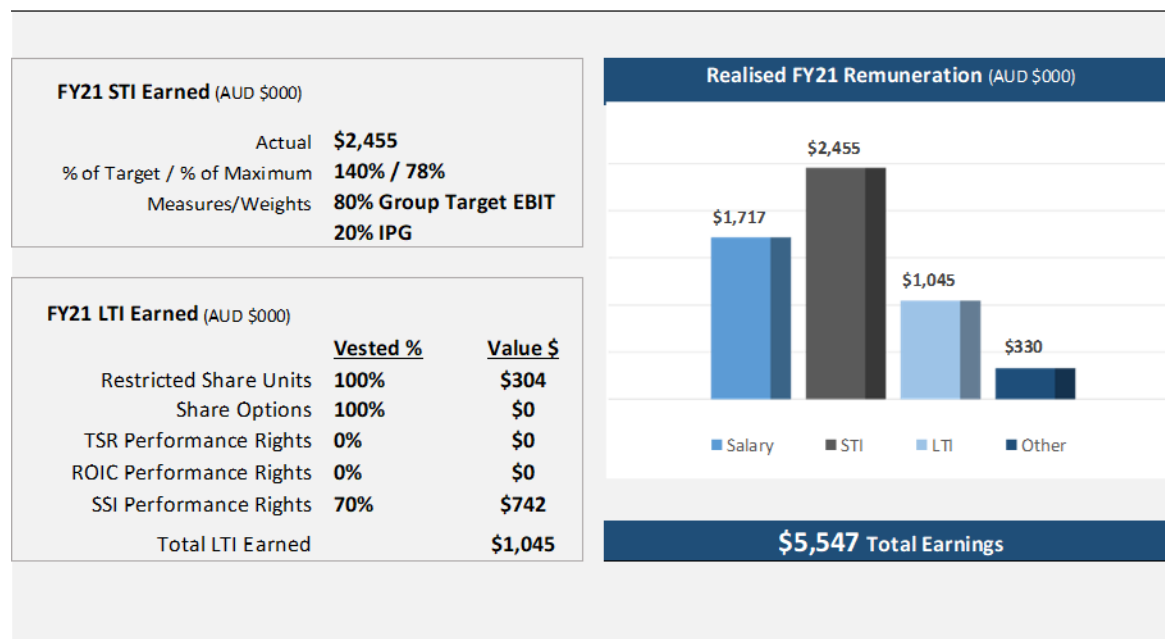 FY21 STI Earned (AUD $000)
Actual $2,455
% of Target / % of Maximum 140% / 78%
Measures/Weights 80% Group Target EBIT
20% IPG
FY21 LTI Earned (AUD $000)
Vested % Value $
Restricted Share Units 100% $304
Share Options 100% $0
TSR Performance Rights 0% $0
ROIC Performance Rights 0% $0
SSI Performance Rights 70% $742
Total LTI Earned $1,045
Realised FY21 Remuneration (AUD $000)
$2,455
$1,717
$1,045
$330
Salary STI LTI Other
$5,547 Total Earnings